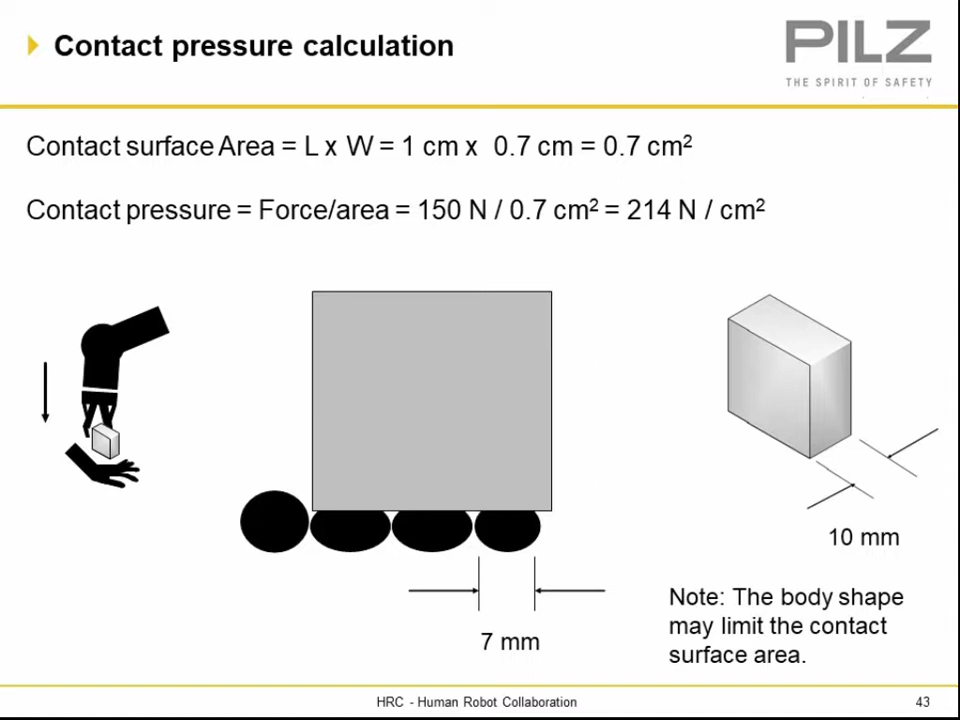 Contact pressure calculation
PILZ
THE SPIRIT OF SAFETY
Contact surface Area = L x W = 1 cm x 0.7 cm = 0.7 cm²
Contact pressure = Force/area = 150 N / 0.7 cm² = 214 N / cm²
10 mm
7 mm
Note: The body shape
may limit the contact
surface area.
HRC - Human Robot Collaboration
43